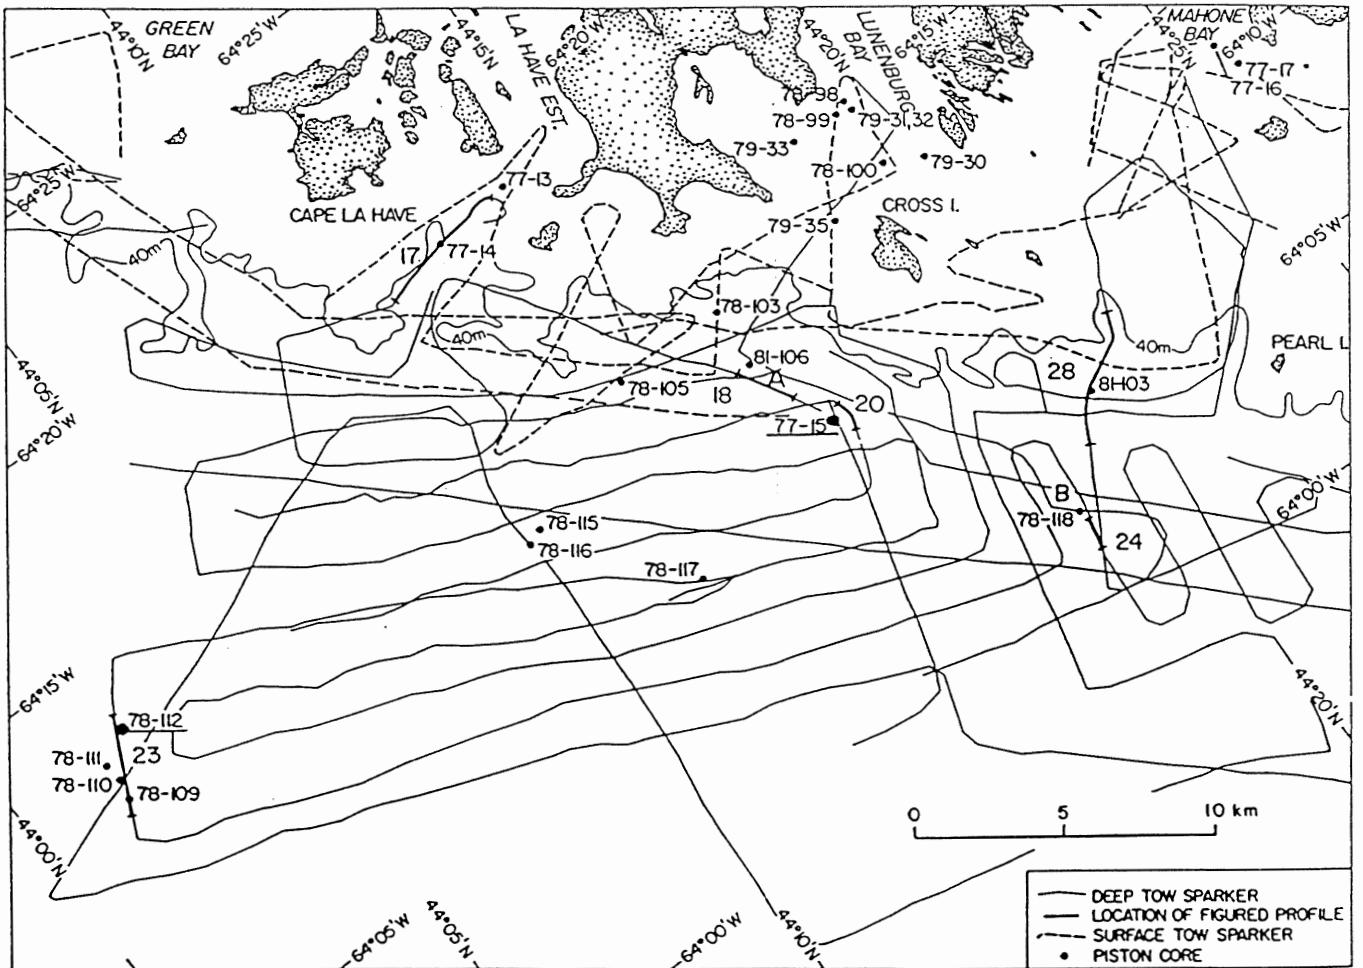 GREEN
BAY
64°25'W
44°10'N
44°15'N
LA HAVE EST.
64°20'W
44°20'N
LUNENBURG
BAY
64°15'W
MAHONE
BAY
44°25'N
64°10'W
77-17
77-16
78-98
78-99
79-31,32
79-33
78-100
79-30
64°25'W
77-13
CAPE LA HAVE
CROSS I.
79-35
17
77-14
64°05'W
40m
78-103
40m
40m
PEARL I.
81-106
28
8H03
78-105
18
A
20
44°05'N
77-15
64°20'W
B
64°00'W
78-118
24
78-115
78-116
78-117
64°15'W
44°20'N
78-112
23
78-111
78-110
78-109
0 5 10 km
44°00'N
DEEP TOW SPARKER
LOCATION OF FIGURED PROFILE
SURFACE TOW SPARKER
PISTON CORE
64°05'W
44°05'N
64°00'W
44°10'N